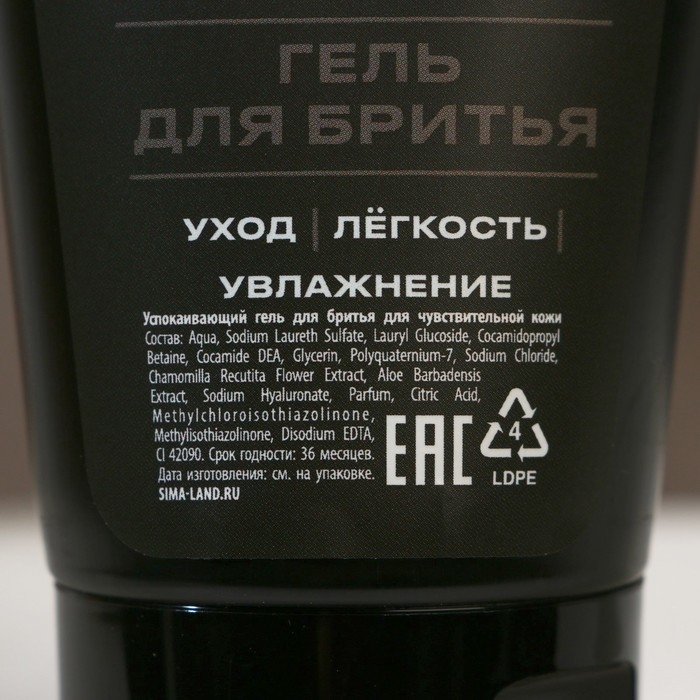 ГЕЛЬ
ДЛЯ БРИТЬЯ
УХОД | ЛЁГКОСТЬ |
УВЛАЖНЕНИЕ
Успокаивающий гель для бритья для чувствительной кожи
Состав: Aqua, Sodium Laureth Sulfate, Lauryl Glucoside, Cocamidopropyl
Betaine, Cocamide DEA, Glycerin, Polyquaternium-7, Sodium Chloride,
Chamomilla Recutita Flower Extract, Aloe Barbadensis
Extract, Sodium Hyaluronate, Parfum, Citric Acid,
Methylchloroisothiazolinone,
Methylisothiazolinone, Disodium EDTA,
CI 42090. Срок годности: 36 месяцев.
Дата изготовления: см. на упаковке.
SIMA-LAND.RU
EAC
4
LDPE